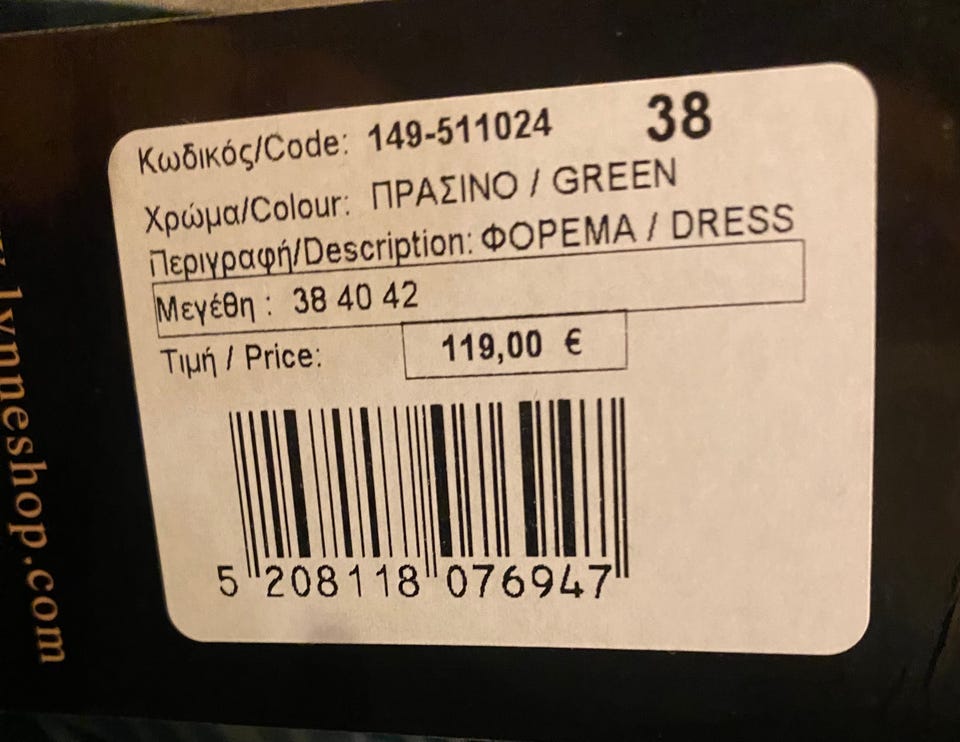 Κωδικός/Code: 149-511024 38
Χρώμα/Colour: ΠΡΑΣΙΝΟ / GREEN
Περιγραφή/Description: ΦΟΡΕΜΑ / DRESS
Μεγέθη : 38 40 42
Τιμή / Price: 119,00 €
5 208118 076947
lynneshop.com